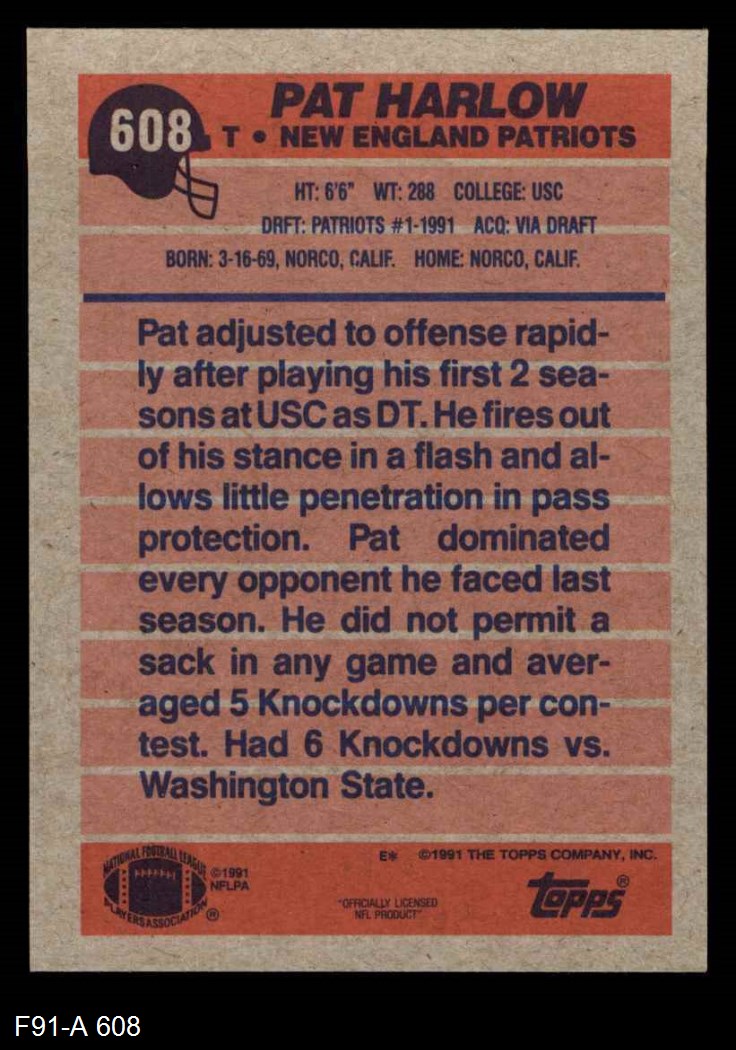 608
PAT HARLOW
T • NEW ENGLAND PATRIOTS
HT: 6'6" WT: 288 COLLEGE: USC
DRFT: PATRIOTS #1-1991 ACQ: VIA DRAFT
BORN: 3-16-69, NORCO, CALIF. HOME: NORCO, CALIF.
Pat adjusted to offense rapid-
ly after playing his first 2 sea-
sons at USC as DT. He fires out
of his stance in a flash and al-
lows little penetration in pass
protection. Pat dominated
every opponent he faced last
season. He did not permit a
sack in any game and aver-
aged 5 Knockdowns per con-
test. Had 6 Knockdowns vs.
Washington State.
E* ©1991 THE TOPPS COMPANY, INC.
NATIONAL FOOTBALL LEAGUE
PLAYERS ASSOCIATION ®
©1991
NFLPA
"OFFICIALLY LICENSED
NFL PRODUCT"
topps®
F91-A 608